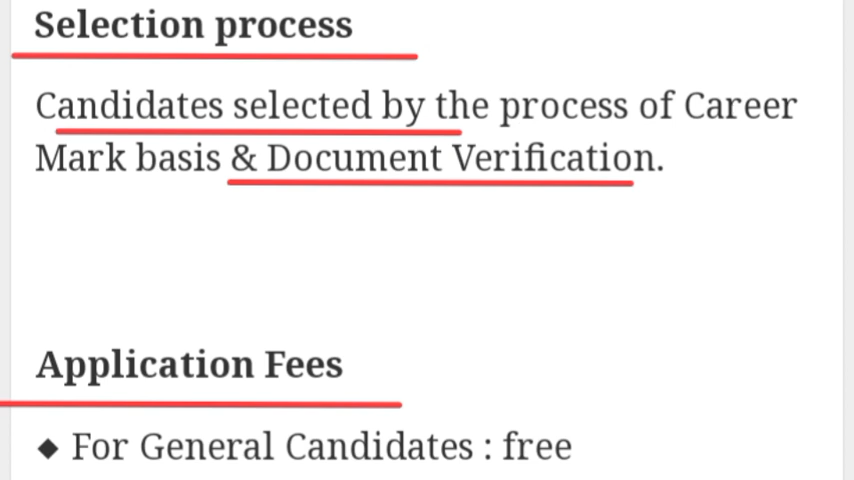 Selection process
Candidates selected by the process of Career
Mark basis & Document Verification.
Application Fees
◆ For General Candidates : free